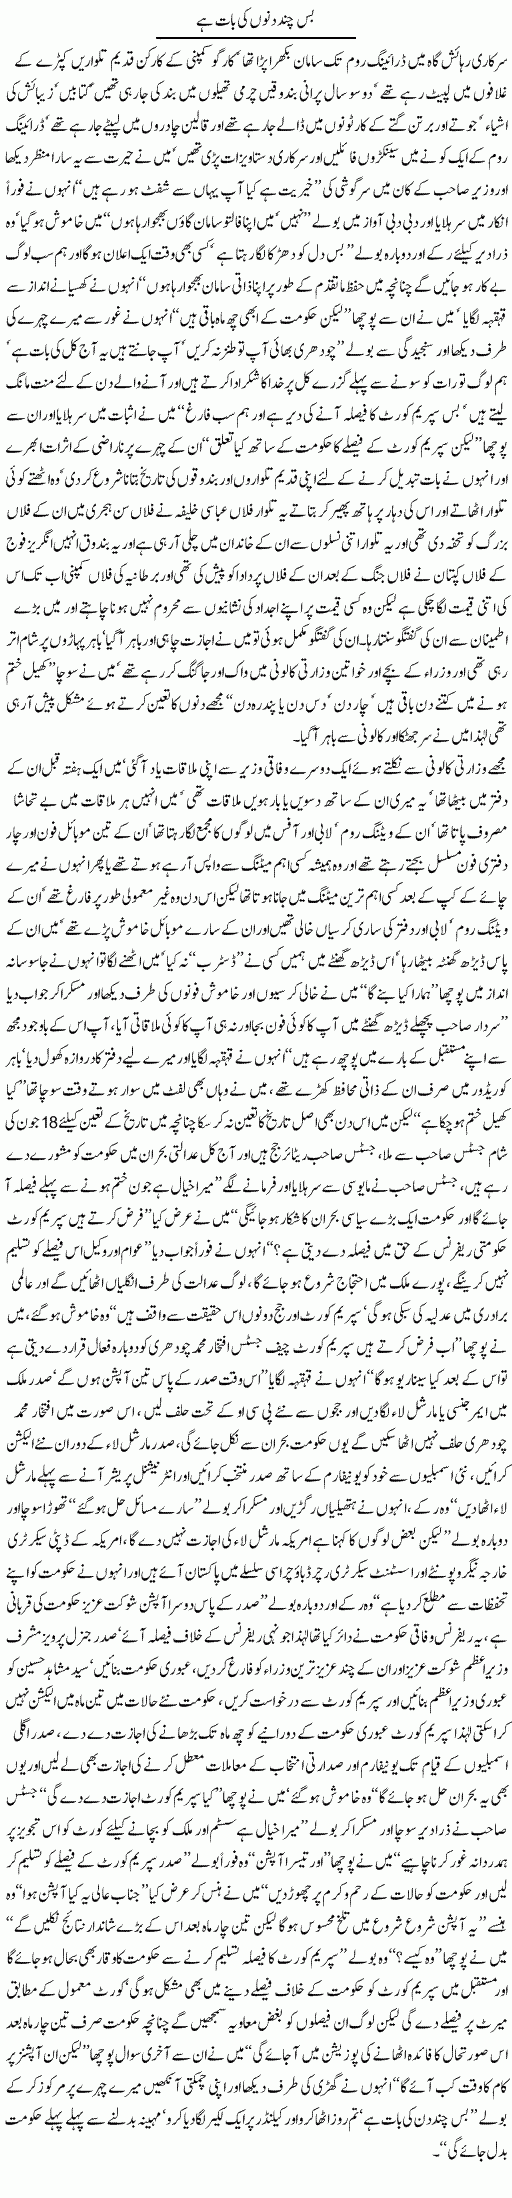 بس چند دنوں کی بات ہے
سرکاری رہائش گاہ میں ڈرائینگ روم تک سامان بکھرا پڑا تھا‘ کارگو کمپنی کے کارکن قدیم تلواریں کپڑے کے
غلافوں میں لپیٹ رہے تھے‘ دو سو سال پرانی بندوقیں چرمی تھیلوں میں بند کی جا رہی تھیں‘ کتابیں‘ زیبائش کی
اشیاء‘ جوتے اور برتن گتے کے کارٹونوں میں ڈالے جا رہے تھے اور قالین چادروں میں لپیٹے جا رہے تھے‘ ڈرائینگ
روم کے ایک کونے میں سینکڑوں فائلیں اور سرکاری دستاویزات پڑی تھیں‘ میں نے حیرت سے یہ سارا منظر دیکھا
اور وزیر صاحب کے کان میں سرگوشی کی ’’خیریت ہے کیا آپ یہاں سے شفٹ ہو رہے ہیں‘‘ انہوں نے فوراً
انکار میں سر ہلایا اور دبی دبی آواز میں بولے ’’نہیں‘ میں اپنا فالتو سامان گاؤں بھجوا رہا ہوں‘‘ میں خاموش ہو گیا‘ وہ
ذرا دیر کیلئے رکے اور دوبارہ بولے ’’بس دل کو دھڑکا لگا رہتا ہے‘ کسی بھی وقت ایک اعلان ہو گا اور ہم سب لوگ
بے کار ہو جائیں گے چنانچہ میں حفظ ماتقدم کے طور پر اپنا ذاتی سامان بھجوا رہا ہوں‘‘ انہوں نے کھسیانے انداز سے
قہقہہ لگایا‘ میں نے ان سے پوچھا ’’لیکن حکومت کے ابھی چھ ماہ باقی ہیں‘‘ انہوں نے غور سے میرے چہرے کی
طرف دیکھا اور سنجیدگی سے بولے ’’چودھری بھائی آپ تو طنز نہ کریں‘ آپ جانتے ہیں یہ آج کل کی بات ہے‘
ہم لوگ تو رات کو سونے سے پہلے گزرے کل پر خدا کا شکر ادا کرتے ہیں اور آنے والے دن کے لئے منت مانگ
لیتے ہیں‘ بس سپریم کورٹ کا فیصلہ آنے کی دیر ہے اور ہم سب فارغ‘‘ میں نے اثبات میں سر ہلایا اور ان سے
پوچھا ’’لیکن سپریم کورٹ کے فیصلے کا حکومت کے ساتھ کیا تعلق‘‘ ان کے چہرے پر ناراضی کے اثرات ابھرے
اور انہوں نے بات تبدیل کرنے کے لئے اپنی قدیم تلواروں اور بندوقوں کی تاریخ بتانا شروع کر دی‘ وہ اٹھتے کوئی
تلوار اٹھاتے اور اس کی دہار پر ہاتھ پھیر کر بتاتے یہ تلوار فلاں عباسی خلیفہ نے فلاں سن ہجری میں ان کے فلاں
بزرگ کو تحفہ دی تھی اور یہ تلوار اتنی نسلوں سے ان کے خاندان میں چلی آ رہی ہے اور یہ بندوق انہیں انگریز فوج
کے فلاں کپتان نے فلاں جنگ کے بعد ان کے فلاں پردادا کو پیش کی تھی اور برطانیہ کی فلاں کمپنی اب تک اس
کی اتنی قیمت لگا چکی ہے لیکن وہ کسی قیمت پر اپنے اجداد کی نشانیوں سے محروم نہیں ہونا چاہتے اور میں بڑے
اطمینان سے ان کی گفتگو سنتا رہا۔ ان کی گفتگو مکمل ہوئی تو میں نے اجازت چاہی اور باہر آ گیا‘ باہر پہاڑوں پر شام اتر
رہی تھی اور وزراء کے بچے اور خواتین وزارتی کالونی میں واک اور جاگنگ کر رہے تھے‘ میں نے سوچا ’’کھیل ختم
ہونے میں کتنے دن باقی ہیں‘ چار دن‘ دس دن یا پندرہ دن‘‘ مجھے دنوں کا تعین کرتے ہوئے مشکل پیش آ رہی
تھی لہٰذا میں نے سر جھٹکا اور کالونی سے باہر آ گیا۔
مجھے وزارتی کالونی سے نکلتے ہوئے ایک دوسرے وفاقی وزیر سے اپنی ملاقات یاد آ گئی‘ میں ایک ہفتہ قبل ان کے
دفتر میں بیٹھا تھا‘ یہ میری ان کے ساتھ دسویں یا بارہویں ملاقات تھی‘ میں انہیں ہر ملاقات میں بے تحاشا
مصروف پاتا تھا‘ ان کے ویٹنگ روم‘ لابی اور آفس میں لوگوں کا مجمع لگا رہتا تھا‘ ان کے تین موبائل فون اور چار
دفتری فون مسلسل بجتے رہتے تھے اور وہ ہمیشہ کسی اہم میٹنگ سے واپس آ رہے ہوتے تھے یا پھر انہوں نے میرے
چائے کے کپ کے بعد کسی اہم ترین میٹنگ میں جانا ہوتا تھا لیکن اس دن وہ غیر معمولی طور پر فارغ تھے‘ ان کے
ویٹنگ روم‘ لابی اور دفتر کی ساری کرسیاں خالی تھیں اور ان کے سارے موبائل خاموش پڑے تھے‘ میں ان کے
پاس ڈیڑھ گھنٹہ بیٹھا رہا‘ اس ڈیڑھ گھنٹے میں ہمیں کسی نے ’’ڈسٹرب‘‘ نہ کیا‘ میں اٹھنے لگا تو انہوں نے جاسوسانہ
انداز میں پوچھا ’’ہمارا کیا بنے گا‘‘ میں نے خالی کرسیوں اور خاموش فونوں کی طرف دیکھا اور مسکرا کر جواب دیا
’’سردار صاحب پچھلے ڈیڑھ گھنٹے میں آپ کا کوئی فون بجا اور نہ ہی آپ کا کوئی ملاقاتی آیا، آپ اس کے باوجود مجھ
سے اپنے مستقبل کے بارے میں پوچھ رہے ہیں‘‘ انہوں نے قہقہہ لگایا اور میرے لیے دفتر کا دروازہ کھول دیا‘ باہر
کوریڈور میں صرف ان کے ذاتی محافظ کھڑے تھے، میں نے وہاں بھی لفٹ میں سوار ہوتے وقت سوچا تھا ’’کیا
کھیل ختم ہو چکا ہے‘‘ لیکن میں اس دن بھی اصل تاریخ کا تعین نہ کر سکا چنانچہ میں تاریخ کے تعین کیلئے 18 جون کی
شام جسٹس صاحب سے ملا، جسٹس صاحب ریٹائر جج ہیں اور آج کل عدالتی بحران میں حکومت کو مشورے دے
رہے ہیں، جسٹس صاحب نے مایوسی سے سر ہلایا اور فرمانے لگے ’’میرا خیال ہے جون ختم ہونے سے پہلے فیصلہ آ
جائے گا اور حکومت ایک بڑے سیاسی بحران کا شکار ہو جائیگی‘‘ میں نے عرض کیا ’’فرض کرتے ہیں سپریم کورٹ
حکومتی ریفرنس کے حق میں فیصلہ دے دیتی ہے؟‘‘ انہوں نے فوراً جواب دیا ’’عوام اور وکیل اس فیصلے کو تسلیم
نہیں کرینگے، پورے ملک میں احتجاج شروع ہو جائے گا، لوگ عدالت کی طرف انگلیاں اٹھائیں گے اور عالمی
برادری میں عدلیہ کی سبکی ہو گی‘ سپریم کورٹ اور جج دونوں اس حقیقت سے واقف ہیں‘‘ وہ خاموش ہو گئے، میں
نے پوچھا ’’اب فرض کرتے ہیں سپریم کورٹ چیف جسٹس افتخار محمد چودھری کو دوبارہ فعال قرار دے دیتی ہے
تو اس کے بعد کیا سیناریو ہو گا‘‘ انہوں نے قہقہہ لگایا ’’اس وقت صدر کے پاس تین آپشن ہوں گے‘ صدر ملک
میں ایمرجنسی یا مارشل لاء لگا دیں اور ججوں سے نئے پی سی او کے تحت حلف لیں، اس صورت میں افتخار محمد
چودھری حلف نہیں اٹھا سکیں گے یوں حکومت بحران سے نکل جائے گی، صدر مارشل لاء کے دوران نئے الیکشن
کرائیں، نئی اسمبلیوں سے خود کو یونیفارم کے ساتھ صدر منتخب کرائیں اور انٹرنیشنل پریشر آنے سے پہلے مارشل
لاء اٹھا دیں‘‘ وہ رکے، انہوں نے ہتھیلیاں رگڑیں اور مسکرا کر بولے ’’سارے مسائل حل ہو گئے‘‘ تھوڑا سوچا اور
دوبارہ بولے ’’لیکن بعض لوگوں کا کہنا ہے امریکہ مارشل لاء کی اجازت نہیں دے گا، امریکہ کے ڈپٹی سیکرٹری
خارجہ نیگرو پونٹے اور اسسٹنٹ سیکرٹری رچرڈ باؤچر اسی سلسلے میں پاکستان آئے ہیں اور انہوں نے حکومت کو اپنے
تحفظات سے مطلع کر دیا ہے‘‘ وہ رکے اور دوبارہ بولے ’’صدر کے پاس دوسرا آپشن شوکت عزیز حکومت کی قربانی
ہے، یہ ریفرنس وفاقی حکومت نے دائر کیا تھا لہٰذا جونہی ریفرنس کے خلاف فیصلہ آئے‘ صدر جنرل پرویز مشرف
وزیراعظم شوکت عزیز اور ان کے چند عزیز ترین وزراء کو فارغ کر دیں، عبوری حکومت بنائیں‘ سید مشاہد حسین کو
عبوری وزیراعظم بنائیں اور سپریم کورٹ سے درخواست کریں، حکومت نئے حالات میں تین ماہ میں الیکشن نہیں
کرا سکتی لہٰذا سپریم کورٹ عبوری حکومت کے دورانیے کو چھ ماہ تک بڑھانے کی اجازت دے دے، صدر اگلی
اسمبلیوں کے قیام تک یونیفارم اور صدارتی انتخاب کے معاملات معطل کرنے کی اجازت بھی لے لیں اور یوں
بھی یہ بحران حل ہو جائے گا‘‘ وہ خاموش ہو گئے‘ میں نے پوچھا ’’کیا سپریم کورٹ اجازت دے دے گی‘‘ جسٹس
صاحب نے ذرا دیر سوچا اور مسکرا کر بولے ’’میرا خیال ہے سسٹم اور ملک کو بچانے کیلئے کورٹ کو اس تجویز پر
ہمدردانہ غور کرنا چاہیے‘‘ میں نے پوچھا ’’اور تیسرا آپشن‘‘ وہ فوراً بولے ’’صدر سپریم کورٹ کے فیصلے کو تسلیم کر
لیں اور حکومت کو حالات کے رحم و کرم پر چھوڑ دیں‘‘ میں نے ہنس کر عرض کیا ’’جناب عالی یہ کیا آپشن ہوا‘‘ وہ
ہنسے ’’یہ آپشن شروع شروع میں تلخ محسوس ہو گا لیکن تین چار ماہ بعد اس کے بڑے شاندار نتائج نکلیں گے‘‘
میں نے پوچھا ’’وہ کیسے؟‘‘ وہ بولے ’’سپریم کورٹ کا فیصلہ تسلیم کرنے سے حکومت کا وقار بھی بحال ہو جائے گا
اور مستقبل میں سپریم کورٹ کو حکومت کے خلاف فیصلے دینے میں بھی مشکل ہو گی‘ کورٹ معمول کے مطابق
میرٹ پر فیصلے دے گی لیکن لوگ ان فیصلوں کو بغض معاویہ سمجھیں گے چنانچہ حکومت صرف تین چار ماہ بعد
اس صورتحال کا فائدہ اٹھانے کی پوزیشن میں آ جائے گی‘‘ میں نے ان سے آخری سوال پوچھا ’’لیکن ان آپشنز پر
کام کا وقت کب آئے گا‘‘ انہوں نے گھڑی کی طرف دیکھا اور اپنی چمکتی آنکھیں میرے چہرے پر مرکوز کر کے
بولے ’’بس چند دن کی بات ہے‘ تم روز اٹھا کرو اور کیلنڈر پر ایک لکیر لگا دیا کرو‘ مہینہ بدلنے سے پہلے پہلے حکومت
بدل جائے گی‘‘۔